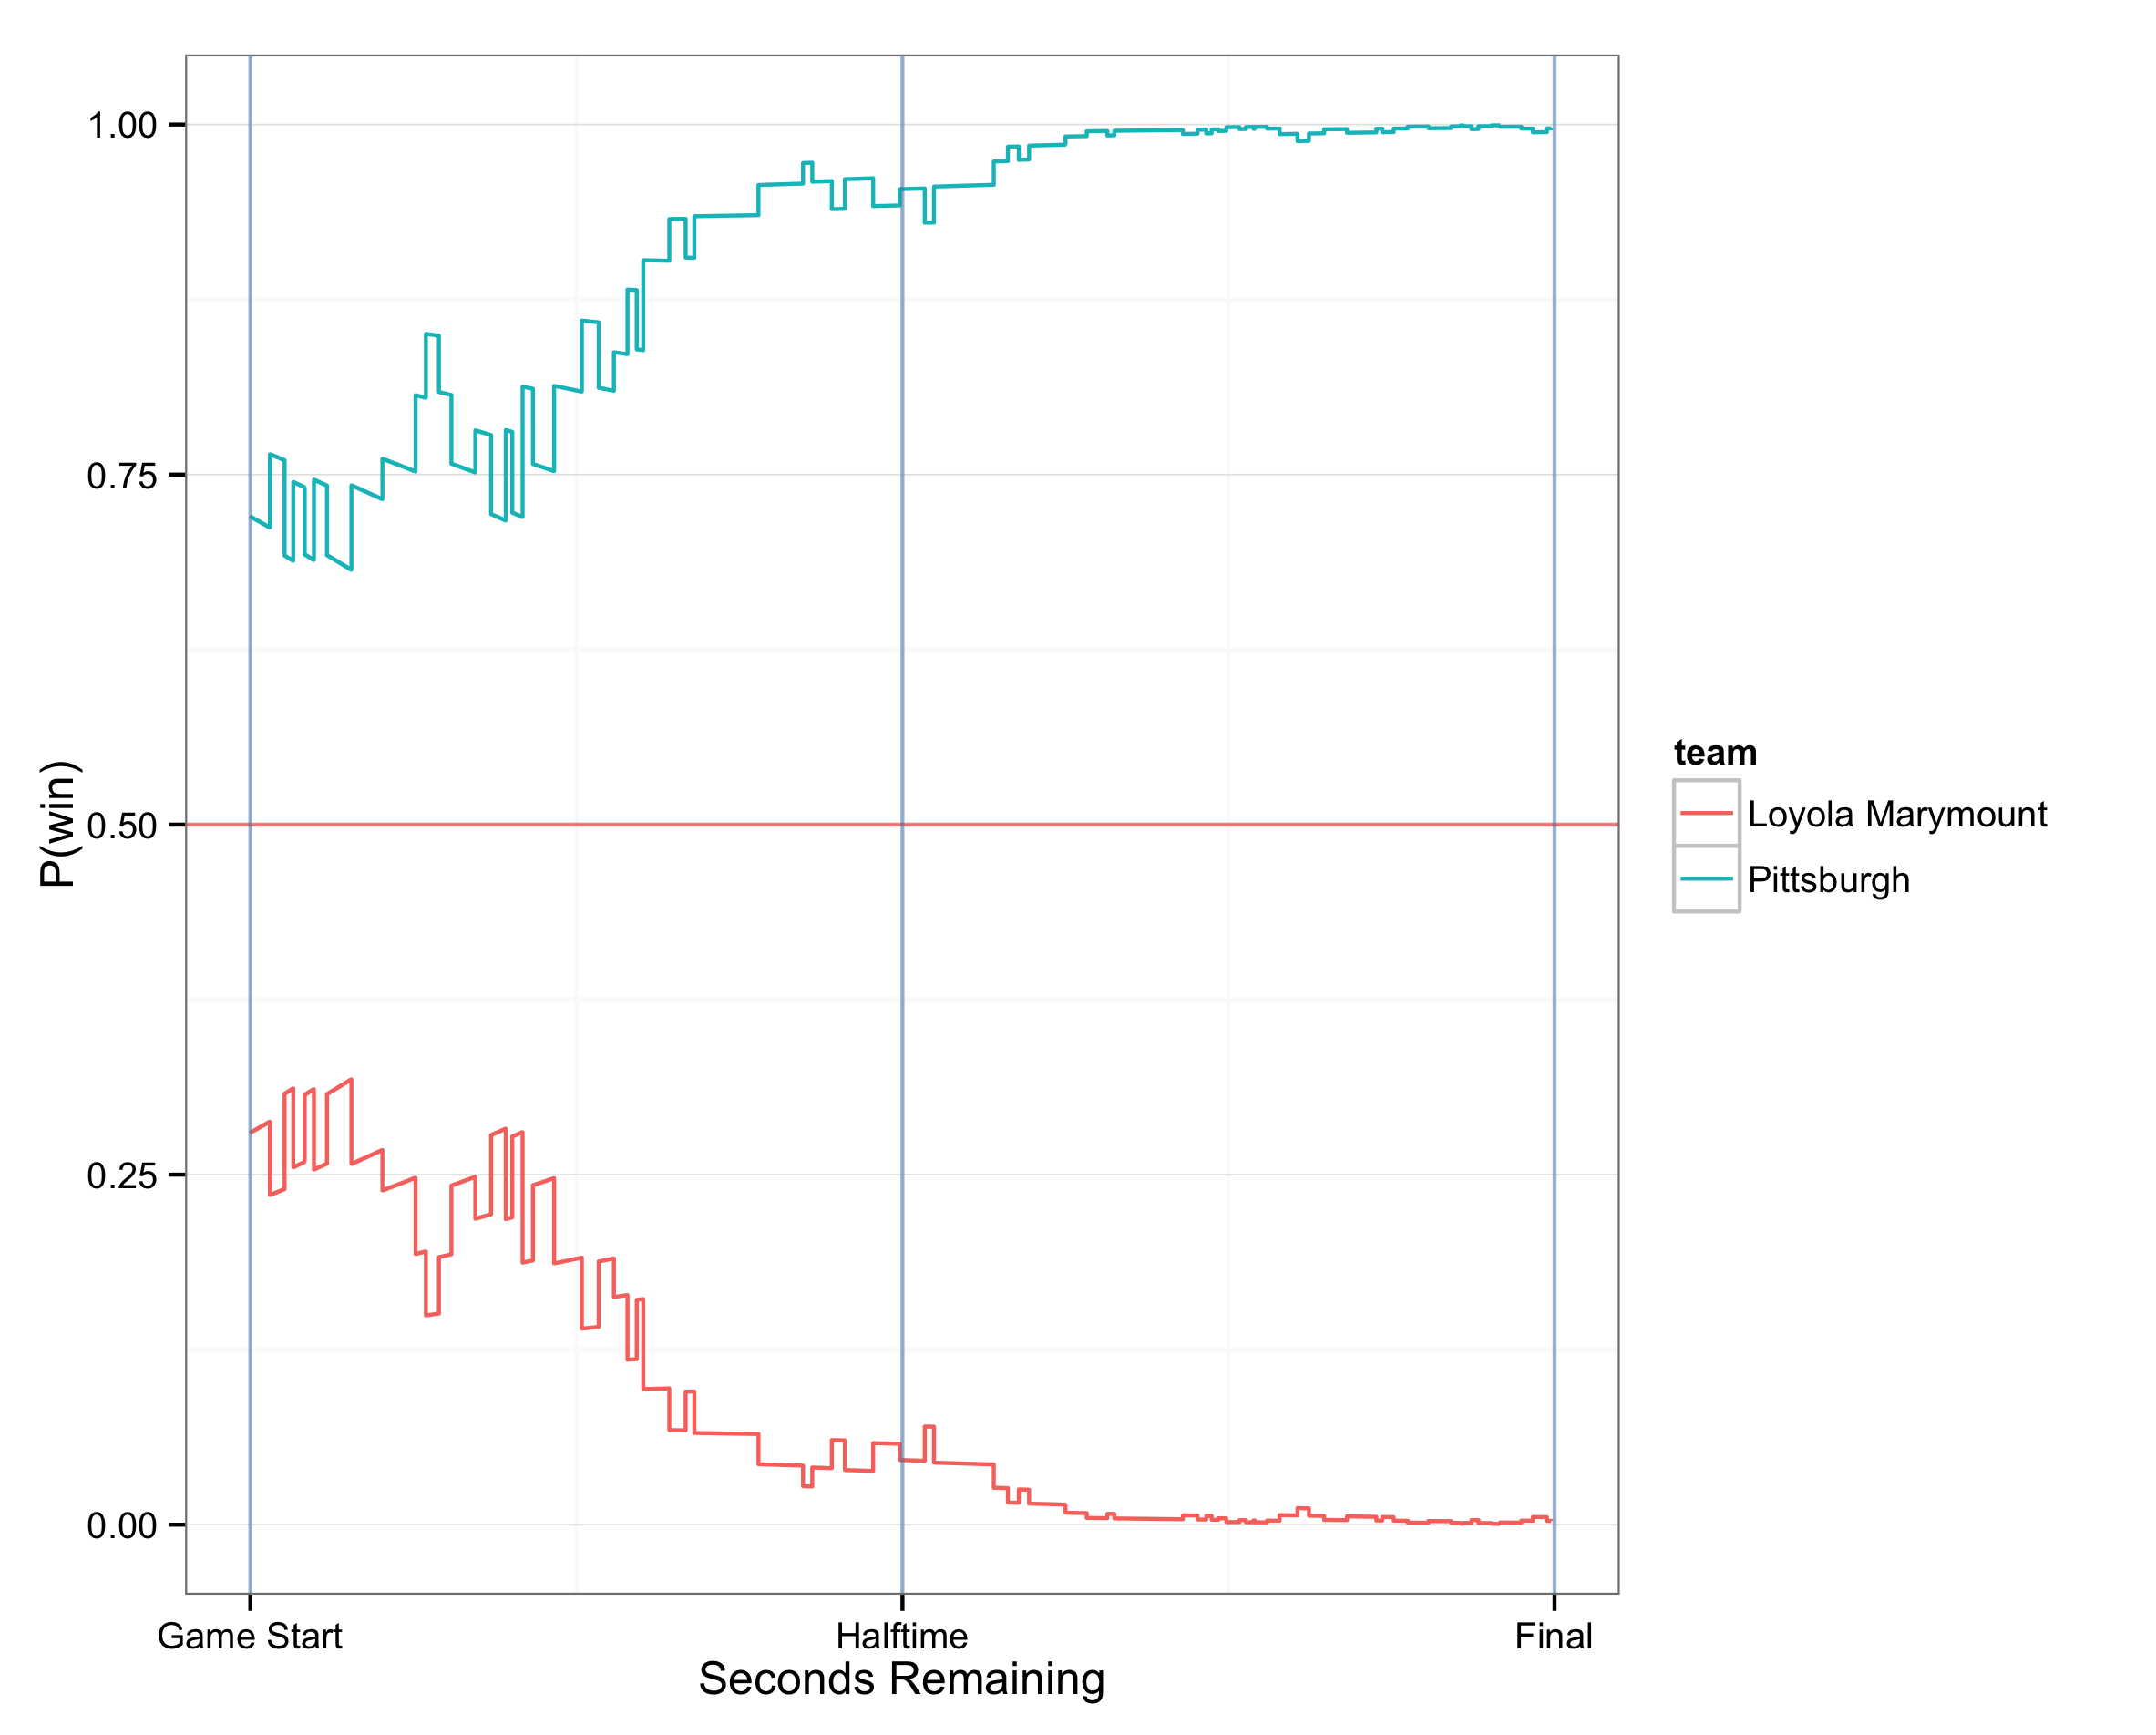 1.00
0.75
0.50
0.25
0.00
P(win)
Game Start
Halftime
Final
Seconds Remaining
team
Loyola Marymount
Pittsburgh